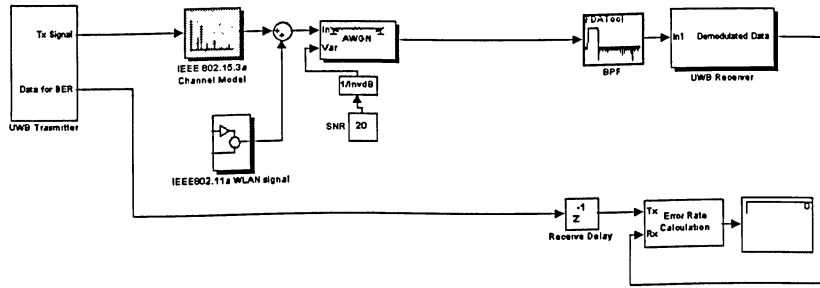 Tx Signal
Data for BER
UWB Trasmitter
IEEE 802.15.3a
Channel Model
In
Var
AWGN
1/InvdB
SNR
20
IEEE802.11a WLAN signal
FDATool
BPF
In1
Demodulated Data
UWB Receiver
-1
Z
Receive Delay
Tx
Rx
Error Rate
Calculation
0